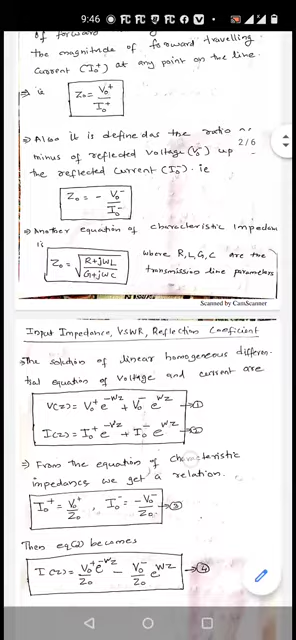 9:46
of forward
the magnitude of forward travelling
current (I₀⁺) at any point on the line.
⇒ ie
Z₀ = V₀⁺/I₀⁺
⇒ Also it is defined as the ratio
minus of reflected voltage (V₀⁻) up
2/6
the reflected current (I₀⁻). ie
Z₀ = - V₀⁻/I₀⁻
⇒ Another equation of characteristic Impedan
is
Z₀ = √(R+jωL/G+jωC) where R, L, G, C are the
transmission line parameters
Scanned by CamScanner
Input Impedance, VSWR, Reflection Coeficient
⇒ The solution of linear homogeneous differen-
tial equation of voltage and current are
V(z) = V₀⁺ e^-γz + V₀⁻ e^γz → ①
I(z) = I₀⁺ e^-γz + I₀⁻ e^γz → ②
⇒ From the equation of characteristic
impedance we get a relation.
I₀⁺ = V₀⁺/Z₀, I₀⁻ = -V₀⁻/Z₀ → ③
Then eq(2) becomes
I(z) = V₀⁺/Z₀ e^-γz - V₀⁻/Z₀ e^γz → ④